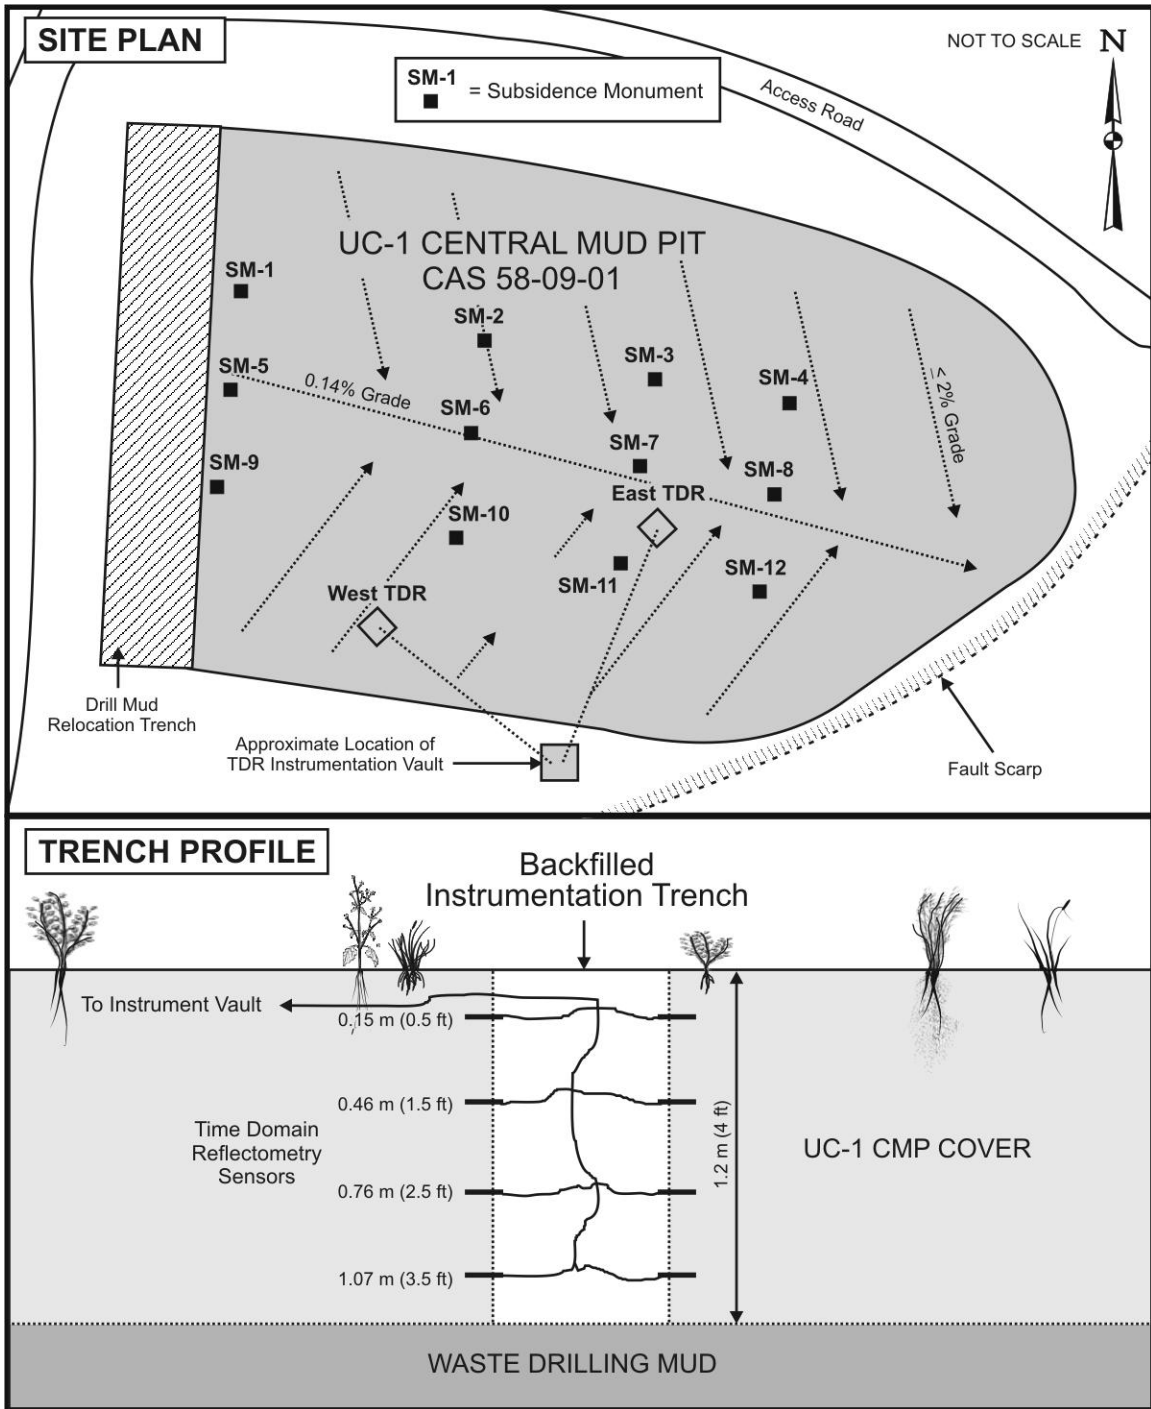 SITE PLAN
NOT TO SCALE N
SM-1
= Subsidence Monument
Access Road
UC-1 CENTRAL MUD PIT
CAS 58-09-01
SM-1
SM-2
SM-3
SM-4
SM-5
0.14% Grade
< 2% Grade
SM-6
SM-7
SM-8
SM-9
East TDR
SM-10
SM-11
SM-12
West TDR
Drill Mud
Relocation Trench
Approximate Location of
TDR Instrumentation Vault
Fault Scarp
TRENCH PROFILE
Backfilled
Instrumentation Trench
To Instrument Vault
0.15 m (0.5 ft)
0.46 m (1.5 ft)
Time Domain
Reflectometry
Sensors
0.76 m (2.5 ft)
1.07 m (3.5 ft)
1.2 m (4 ft)
UC-1 CMP COVER
WASTE DRILLING MUD